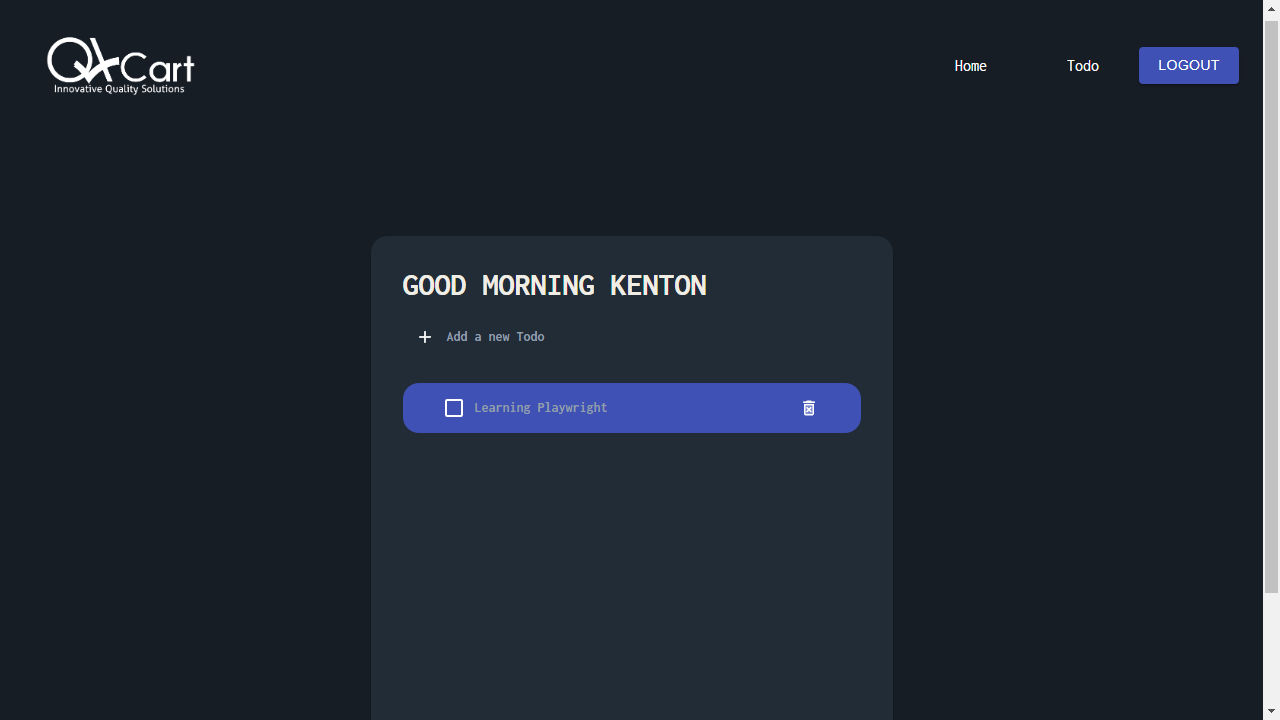 QACart
Innovative Quality Solutions
Home
Todo
LOGOUT
GOOD MORNING KENTON
Add a new Todo
Learning Playwright